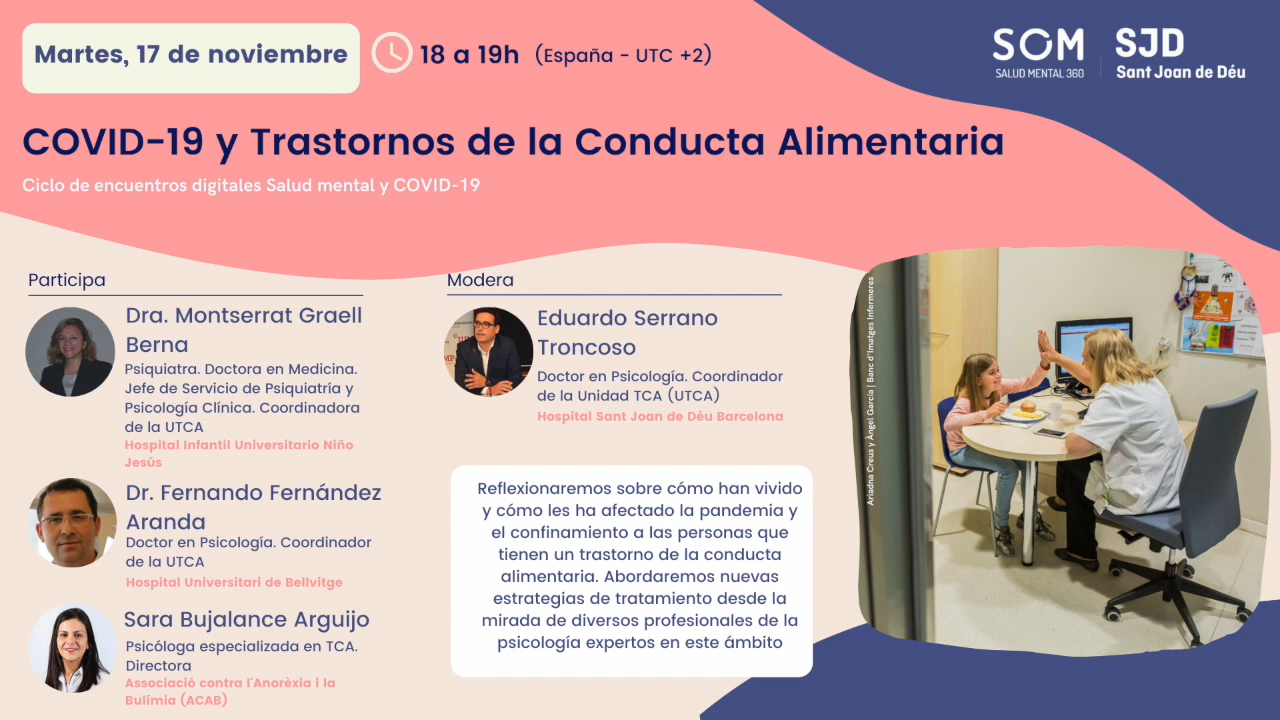 Martes, 17 de noviembre
18 a 19h (España - UTC +2)
SOM
SALUD MENTAL 360
SJD
Sant Joan de Déu
COVID-19 y Trastornos de la Conducta Alimentaria
Ciclo de encuentros digitales Salud mental y COVID-19
Participa
Dra. Montserrat Graell
Berna
Psiquiatra. Doctora en Medicina.
Jefe de Servicio de Psiquiatría y
Psicología Clínica. Coordinadora
de la UTCA
Hospital Infantil Universitario Niño
Jesús
Dr. Fernando Fernández
Aranda
Doctor en Psicología. Coordinador
de la UTCA
Hospital Universitari de Bellvitge
Sara Bujalance Arguijo
Psicóloga especializada en TCA.
Directora
Associació contra l'Anorèxia i la
Bulímia (ACAB)
Modera
Eduardo Serrano
Troncoso
Doctor en Psicología. Coordinador
de la Unidad TCA (UTCA)
Hospital Sant Joan de Déu Barcelona
Reflexionaremos sobre cómo han vivido
y cómo les ha afectado la pandemia y
el confinamiento a las personas que
tienen un trastorno de la conducta
alimentaria. Abordaremos nuevas
estrategias de tratamiento desde la
mirada de diversos profesionales de la
psicología expertos en este ámbito
Ariadna Creus y Àngel García | Banc d'Imatges Infermeres